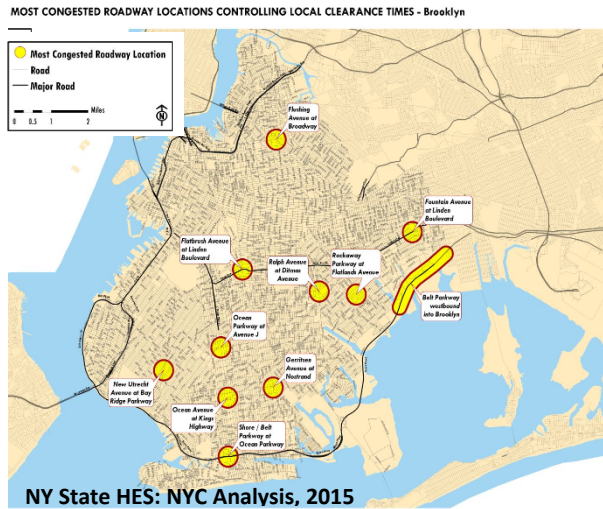 MOST CONGESTED ROADWAY LOCATIONS CONTROLLING LOCAL CLEARANCE TIMES - Brooklyn
Most Congested Roadway Location
Road
Major Road
Miles
0 0.5 1 2
N
Flushing
Avenue at
Broadway
Fountain Avenue
at Linden
Boulevard
Flatbush Avenue
at Linden
Boulevard
Ralph Avenue
at Ditmas
Avenue
Rockaway
Parkway at
Flatlands Avenue
Belt Parkway
westbound
into Brooklyn
Ocean
Parkway at
Avenue J
New Utrecht
Avenue at Bay
Ridge Parkway
Ocean Avenue
at Kings
Highway
Gerritsen
Avenue at
Nostrand
Shore / Belt
Parkway at
Ocean Parkway
NY State HES: NYC Analysis, 2015